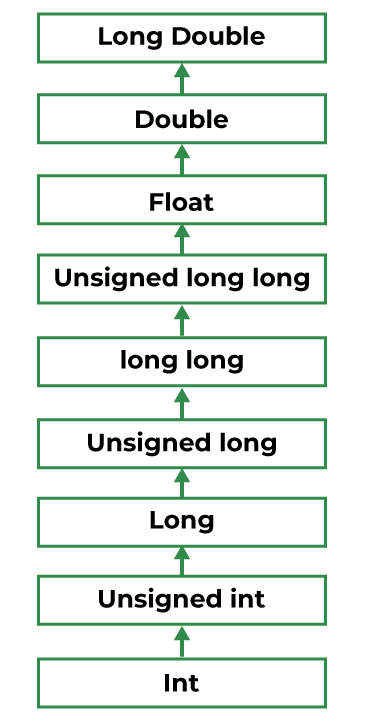 Long Double
Double
Float
Unsigned long long
long long
Unsigned long
Long
Unsigned int
Int